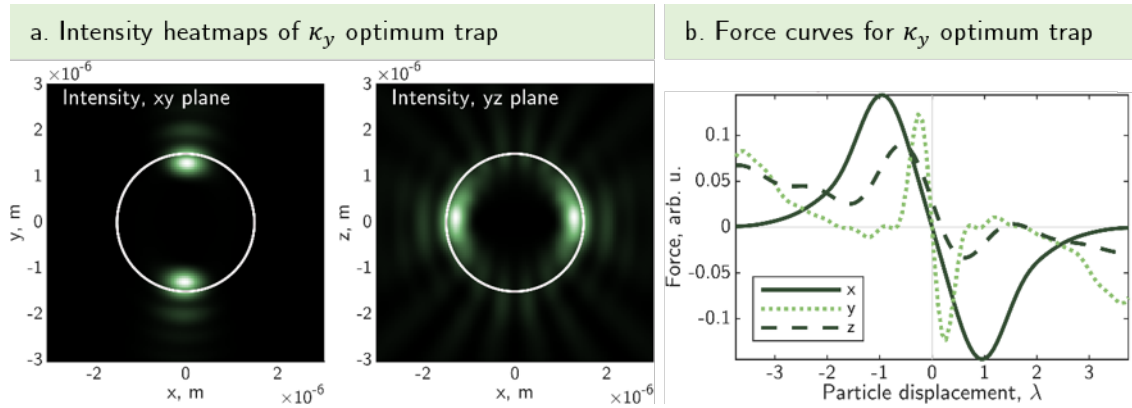 a. Intensity heatmaps of κy optimum trap
×10-6
Intensity, xy plane
3
2
1
0
-1
-2
-3
y, m
-2
0
2
x, m
×10-6
×10-6
Intensity, yz plane
3
2
1
0
-1
-2
-3
z, m
-2
0
2
x, m
×10-6
b. Force curves for κy optimum trap
0.1
0.05
0
-0.05
-0.1
Force, arb. u.
x
y
z
-3
-2
-1
0
1
2
3
Particle displacement, λ